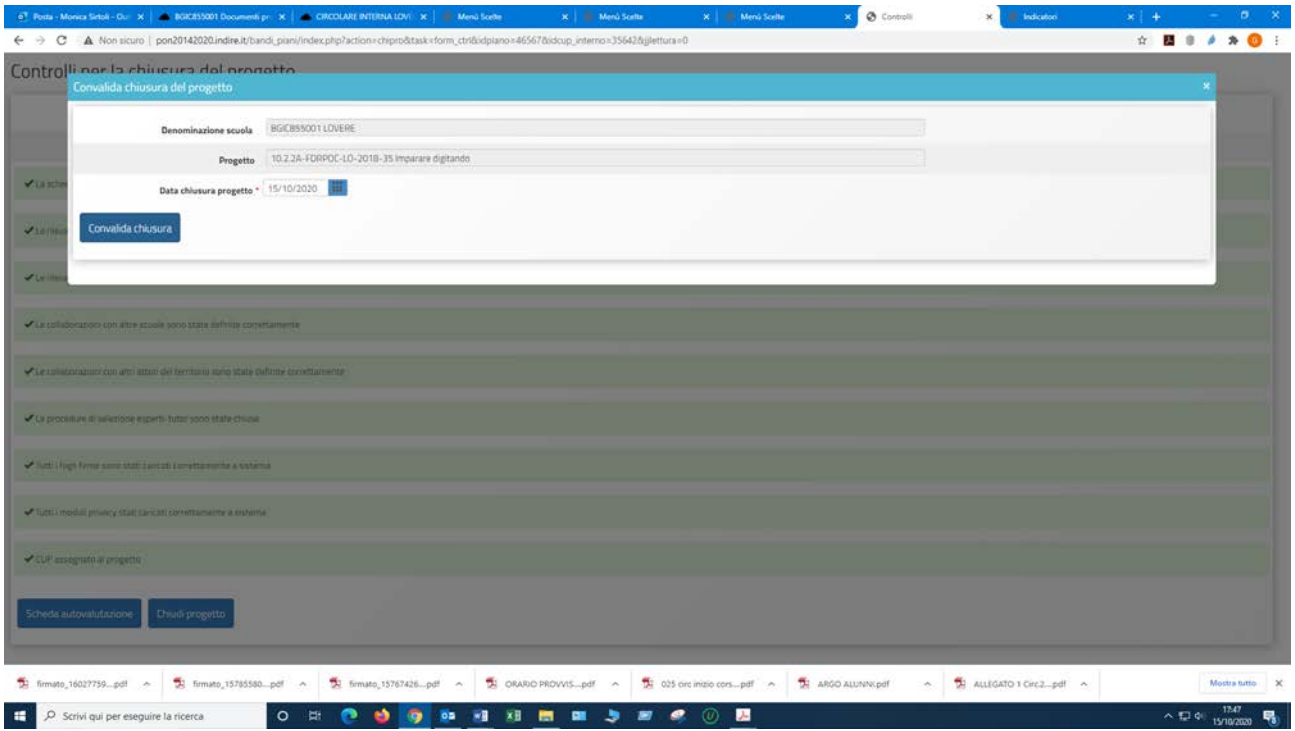 Posta - Monica Sirtoli - Ou
BGIC855001 Documenti pr
CIRCOLARE INTERNA LOVE
Menù Scelte
Menù Scelte
Menù Scelte
Controlli
Indicatori
Non sicuro | pon20142020.indire.it/bandi_piani/index.php?action=chipro&task=form_ctrl&idpiano=46567&idcup_interno=35642&jjlettura=0
Controlli per la chiusura del progetto
Convalida chiusura del progetto
Denominazione scuola BGIC855001 LOVERE
Progetto 10.2.2A-FDRPOC-LO-2018-35 Imparare digitando
Data chiusura progetto * 15/10/2020
Convalida chiusura
Le collaborazioni con altre scuole sono state definite correttamente
Le collaborazioni con altri attori del territorio sono state definite correttamente
Le procedure di selezione esperti-tutor sono state chiuse
Tutti i fogli firme sono stati caricati correttamente a sistema
Tutti i moduli privacy stati caricati correttamente a sistema
CUP assegnato al progetto
Scheda autovalutazione
Chiudi progetto
firmato_16027759....pdf
firmato_15785580....pdf
firmato_15767426....pdf
ORARIO PROVVIS....pdf
025 circ inizio cors....pdf
ARGO ALUNNI.pdf
ALLEGATO 1 Circ.2....pdf
Mostra tutto
Scrivi qui per eseguire la ricerca
17:47
15/10/2020